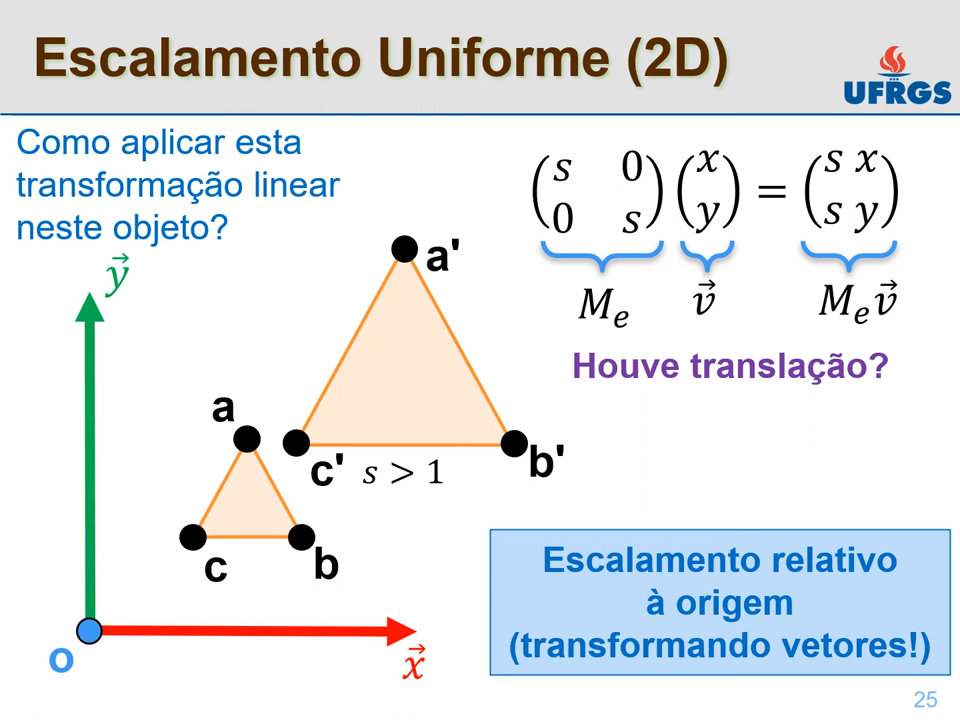 Escalamento Uniforme (2D)
UFRGS
Como aplicar esta
transformação linear
neste objeto?
(s 0) (x) = (s x)
(0 s) (y) (s y)
M_e v⃗ M_e v⃗
Houve translação?
y⃗
a'
a
c' s > 1 b'
c b
o
x⃗
Escalamento relativo
à origem
(transformando vetores!)
25